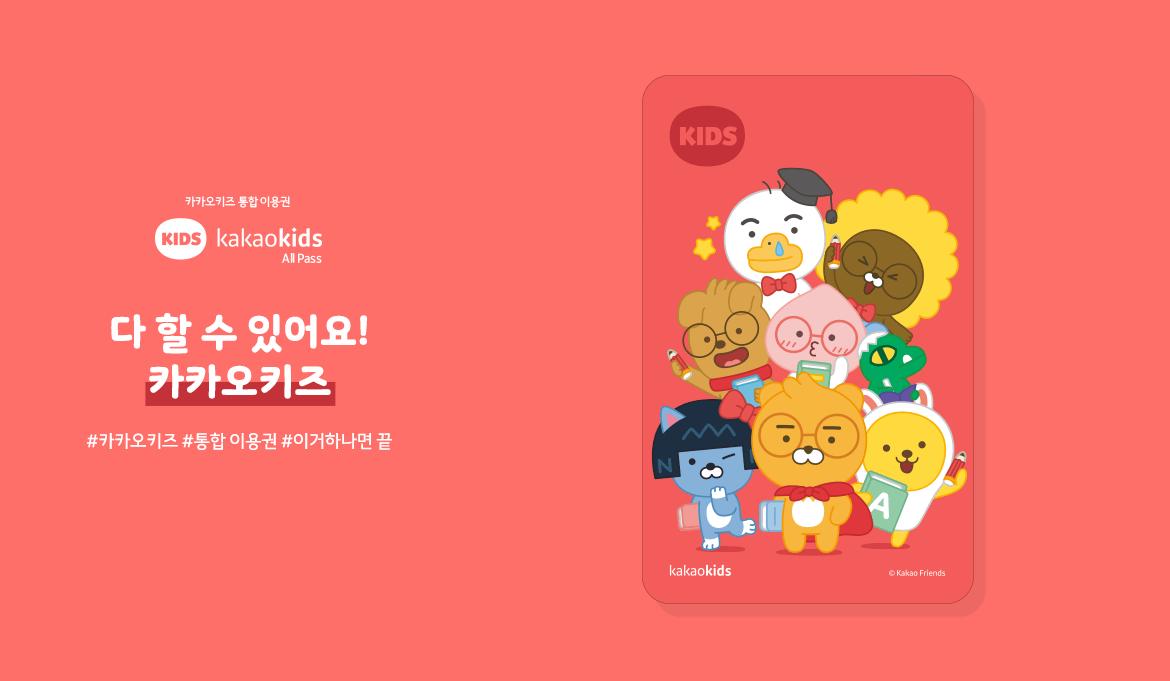 카카오키즈 통합 이용권
KIDS kakaokids
All Pass
다 할 수 있어요!
카카오키즈
#카카오키즈 #통합 이용권 #이거하나면 끝
KIDS
N
A
kakaokids
© Kakao Friends